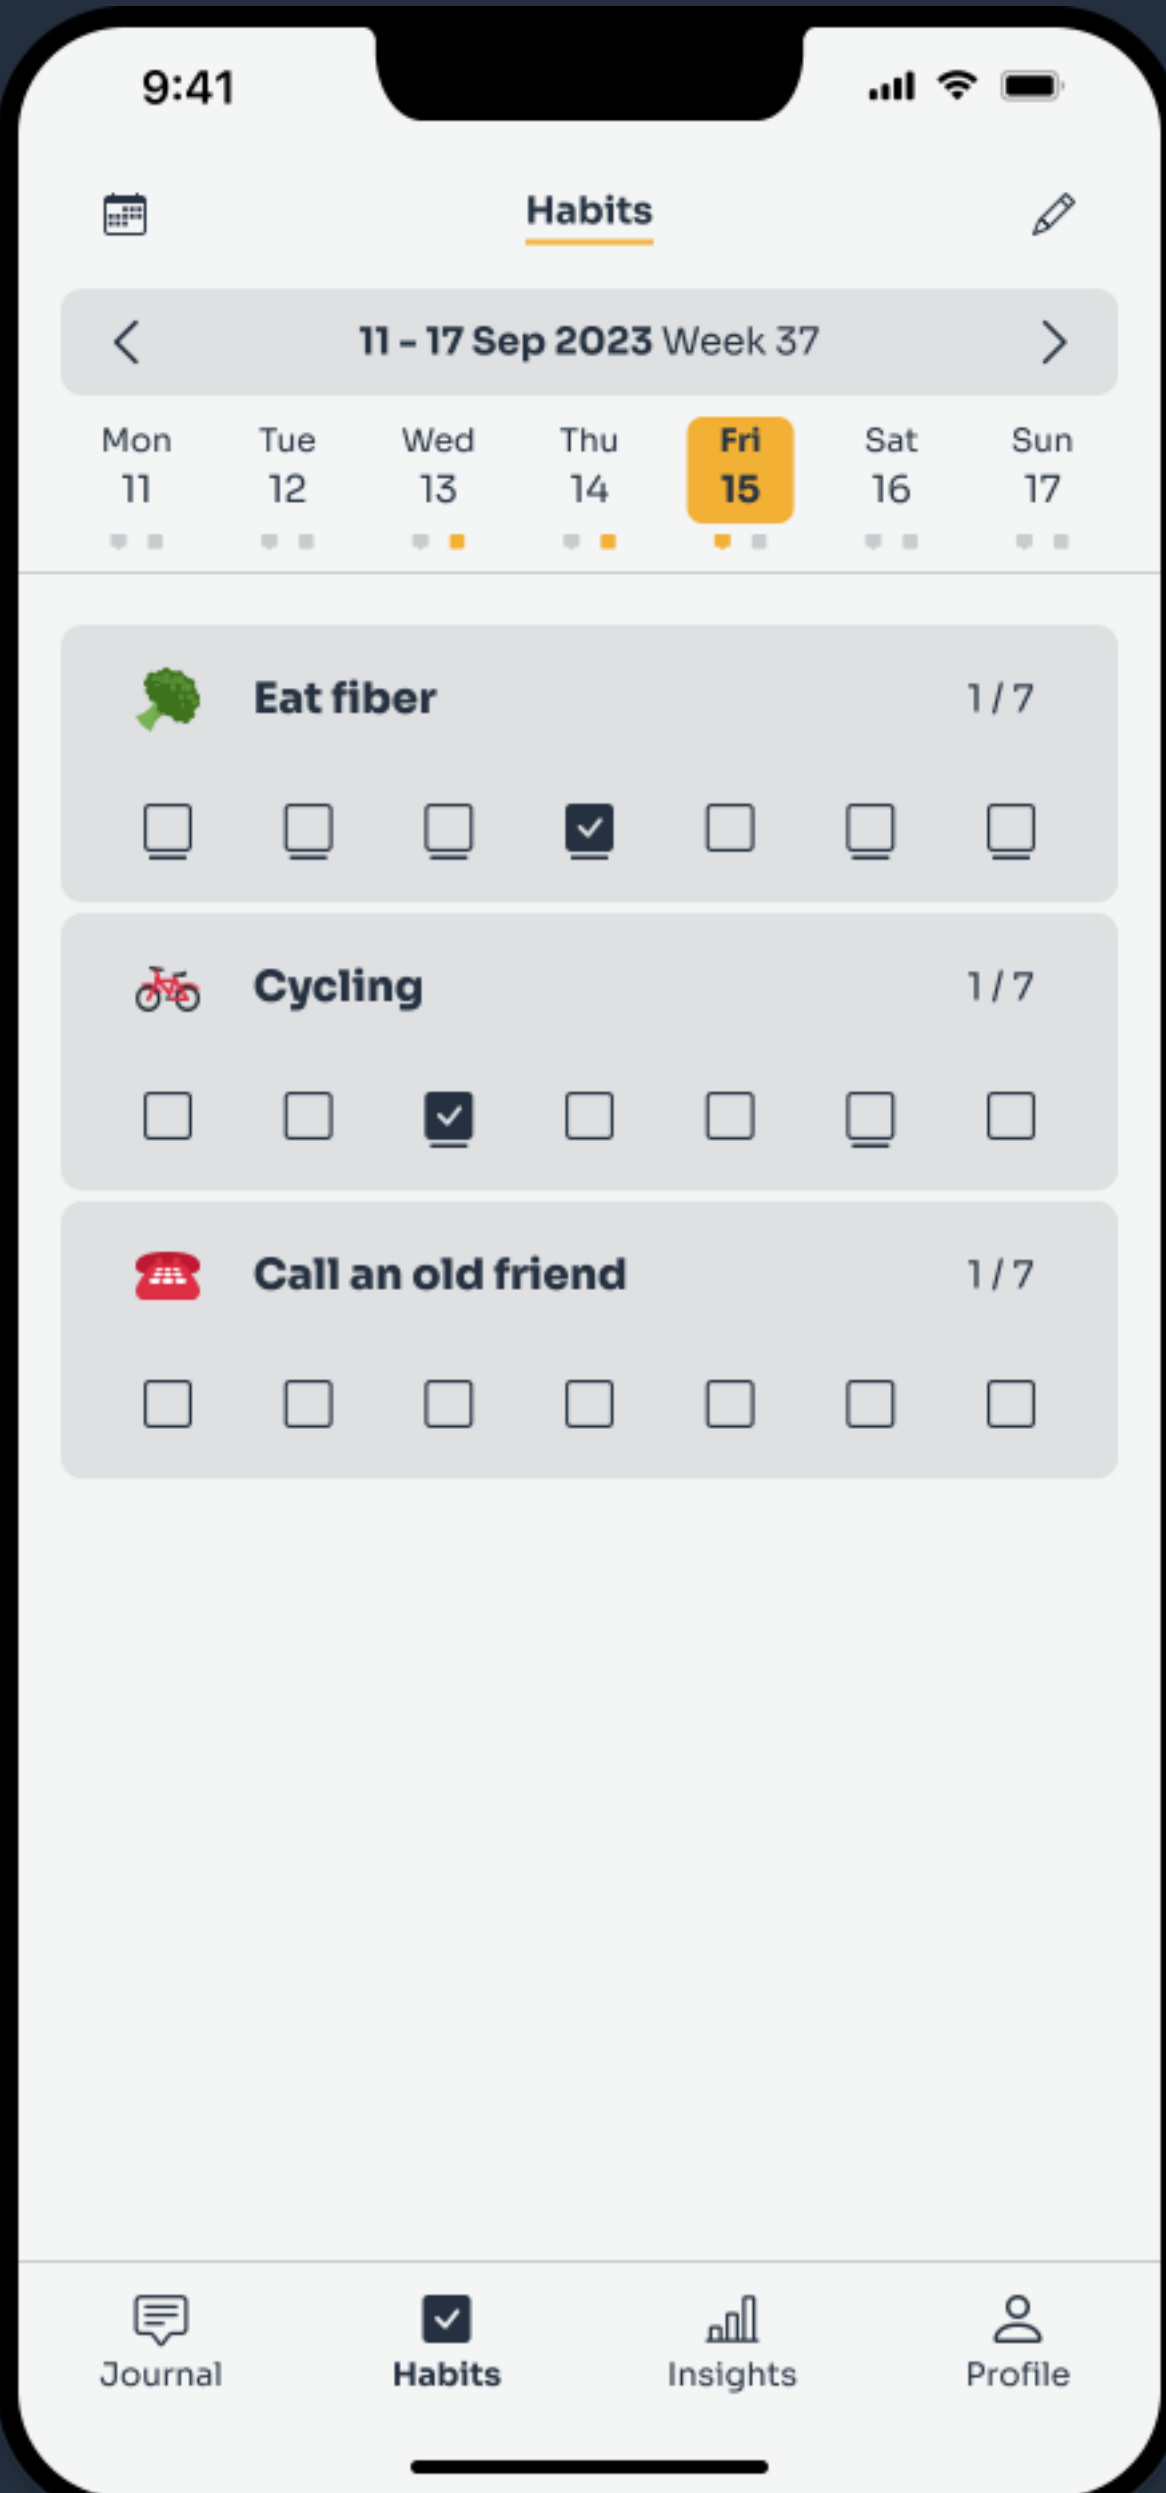 9:41
Habits
11 - 17 Sep 2023 Week 37
Mon Tue Wed Thu Fri Sat Sun
11 12 13 14 15 16 17
Eat fiber 1 / 7
Cycling 1 / 7
Call an old friend 1 / 7
Journal Habits Insights Profile